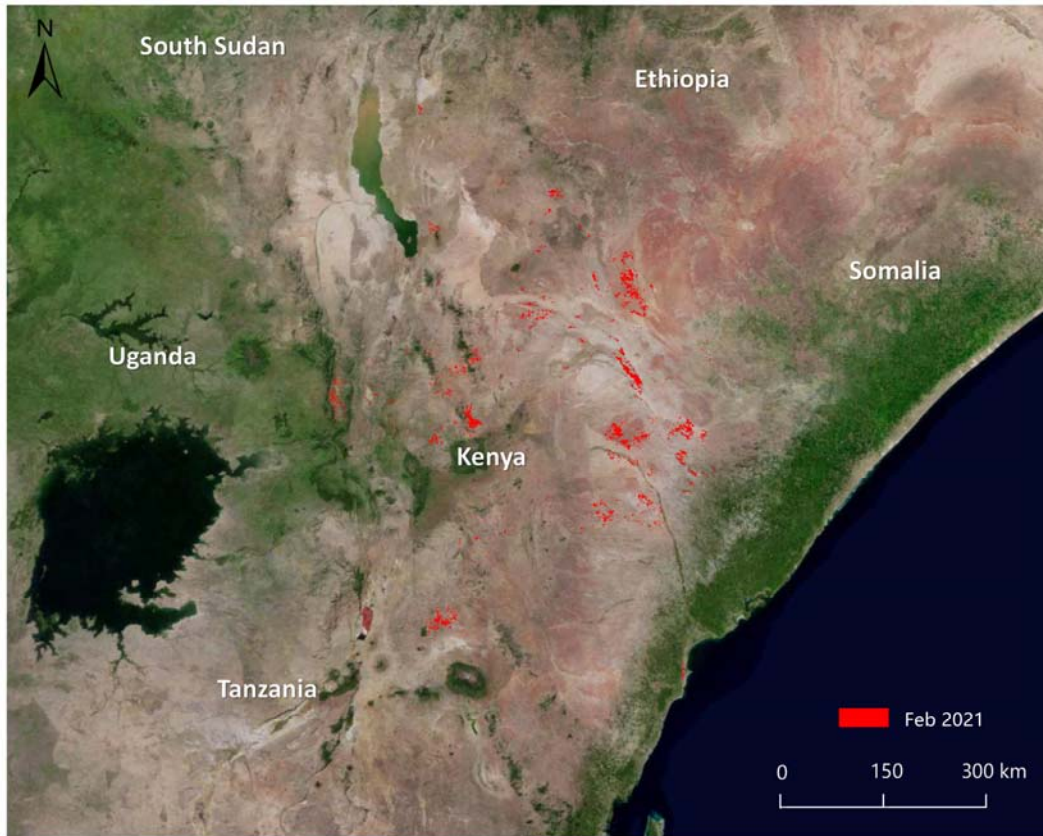 N
South Sudan
Ethiopia
Somalia
Uganda
Kenya
Tanzania
Feb 2021
0 150 300 km